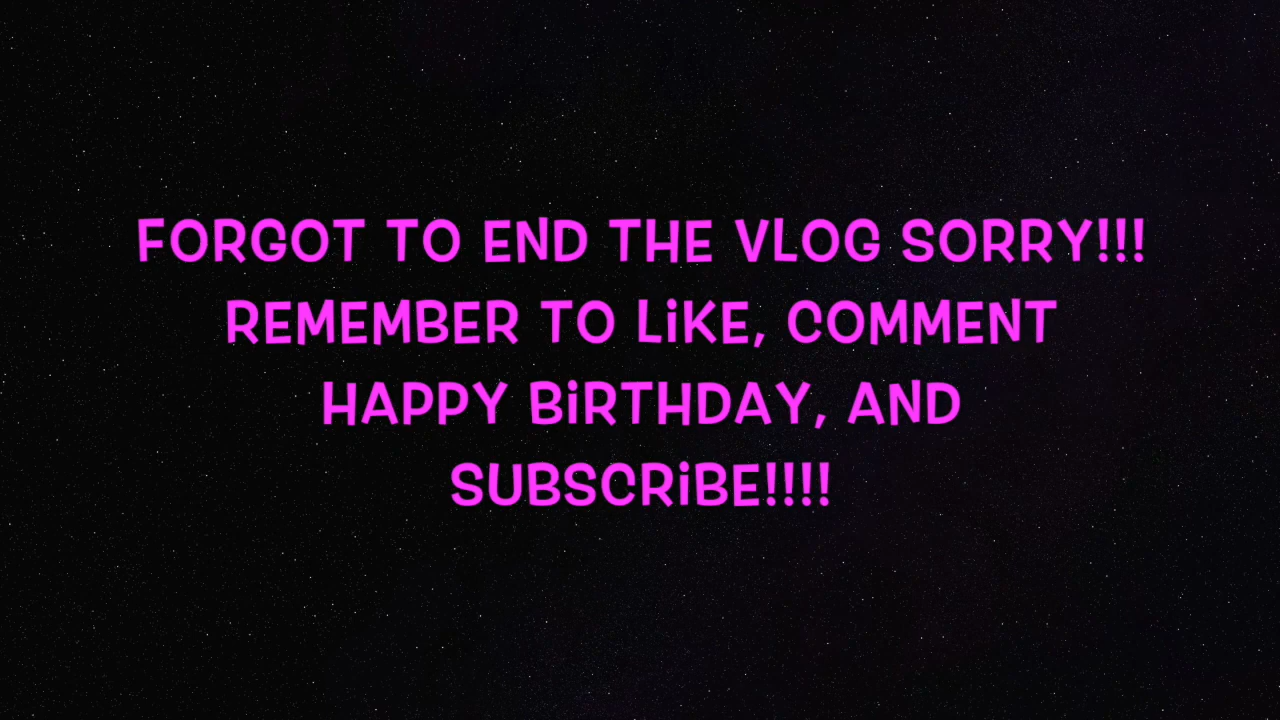 FORGOT TO END THE VLOG SORRY!!!
REMEMBER TO LiKE, COMMENT
HAPPY BiRTHDAY, AND
SUBSCRiBE!!!!